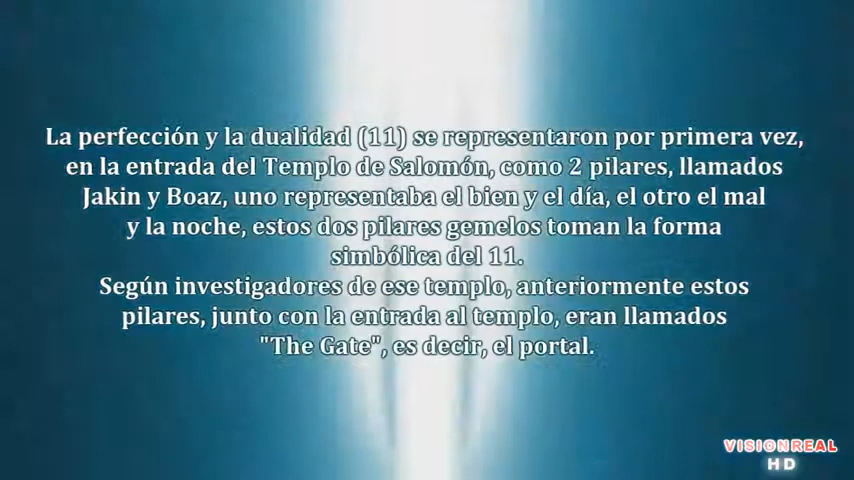 La perfección y la dualidad (11) se representaron por primera vez,
en la entrada del Templo de Salomón, como 2 pilares, llamados
Jakin y Boaz, uno representaba el bien y el día, el otro el mal
y la noche, estos dos pilares gemelos toman la forma
simbólica del 11.
Según investigadores de ese templo, anteriormente estos
pilares, junto con la entrada al templo, eran llamados
"The Gate", es decir, el portal.
VISIONREAL
HD